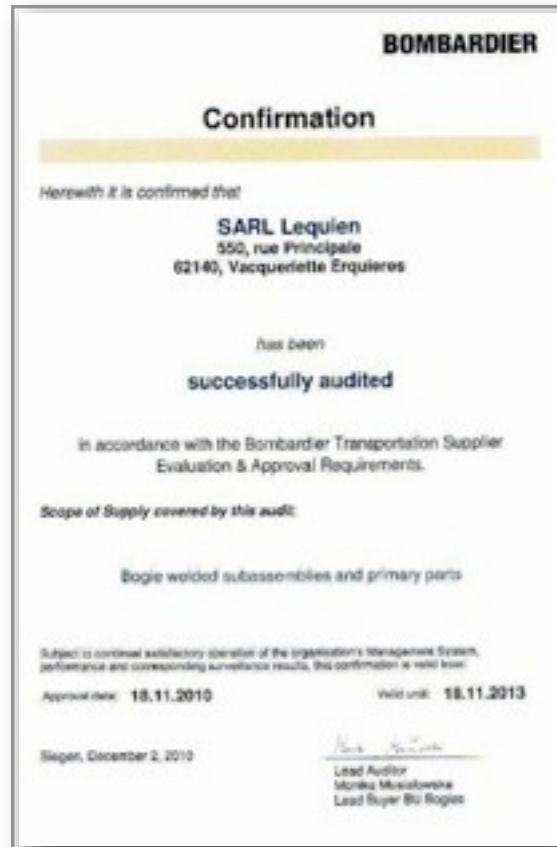 BOMBARDIER
Confirmation
Herewith it is confirmed that
SARL Lequien
550, rue Principale
62140, Vacqueriette Erquieres
has been
successfully audited
in accordance with the Bombardier Transportation Supplier
Evaluation & Approval Requirements.
Scope of Supply covered by this audit:
Bogie welded subassemblies and primary parts
Subject to continual satisfactory operation of the organisation's Management System,
performance and corresponding surveillance results, this confirmation is valid from:
Approval date: 18.11.2010 Valid until: 18.11.2013
Siegen, December 2, 2010
Lead Auditor
Monika Musialowska
Lead Buyer BU Bogies